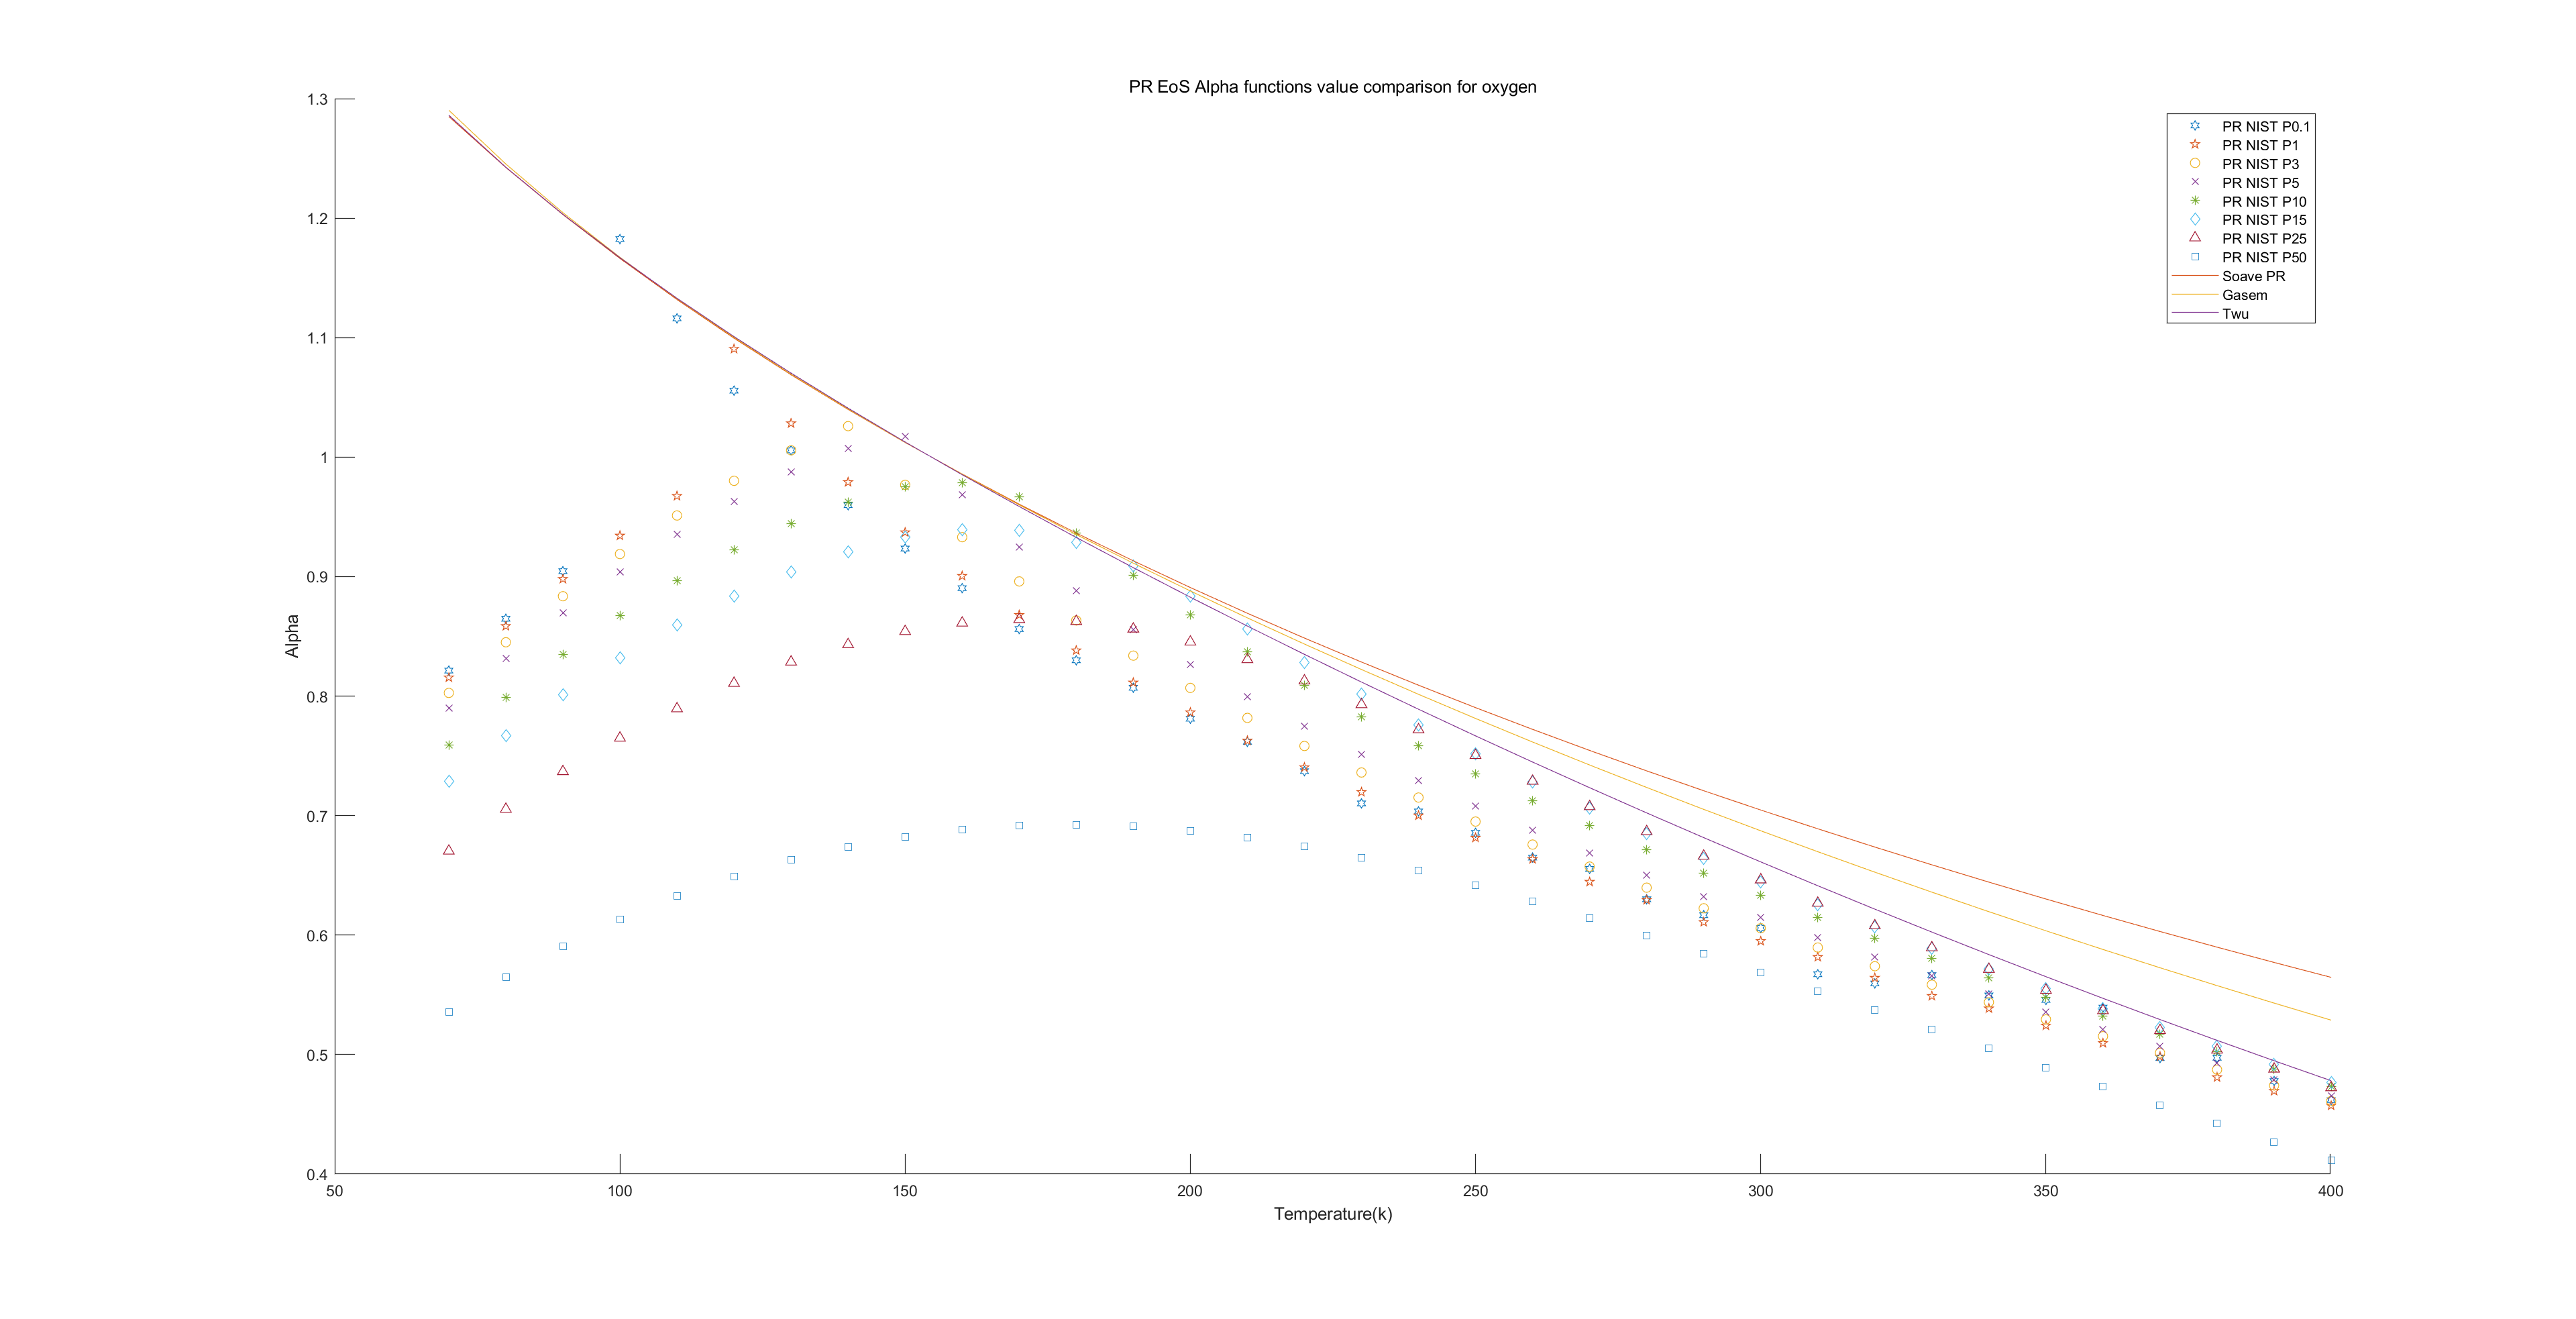 PR EoS Alpha functions value comparison for oxygen
1.3
1.2
1.1
1
0.9
0.8
0.7
0.6
0.5
0.4
Alpha
50
100
150
200
250
300
350
400
Temperature(k)
PR NIST P0.1
PR NIST P1
PR NIST P3
PR NIST P5
PR NIST P10
PR NIST P15
PR NIST P25
PR NIST P50
Soave PR
Gasem
Twu